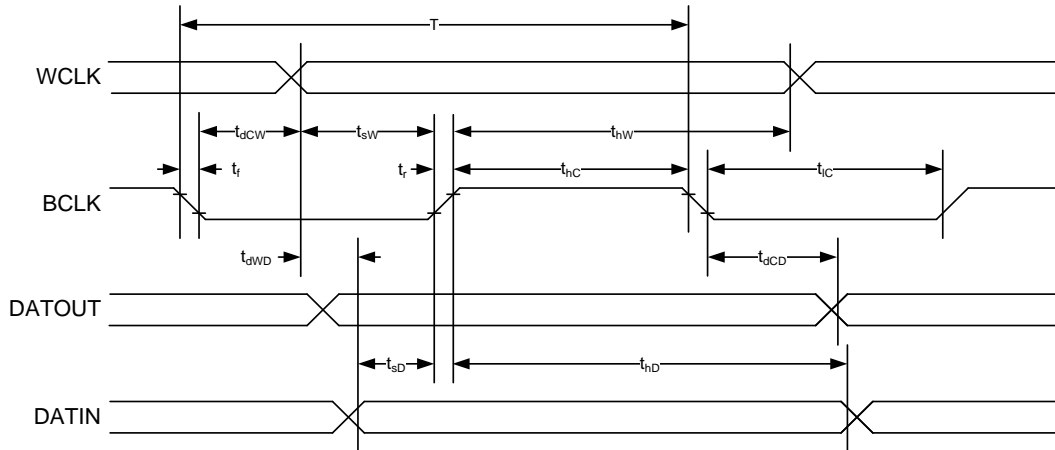 T
WCLK
tdCW
tsW
thW
tf
tr
thC
tlC
BCLK
tdWD
tdCD
DATOUT
tsD
thD
DATIN